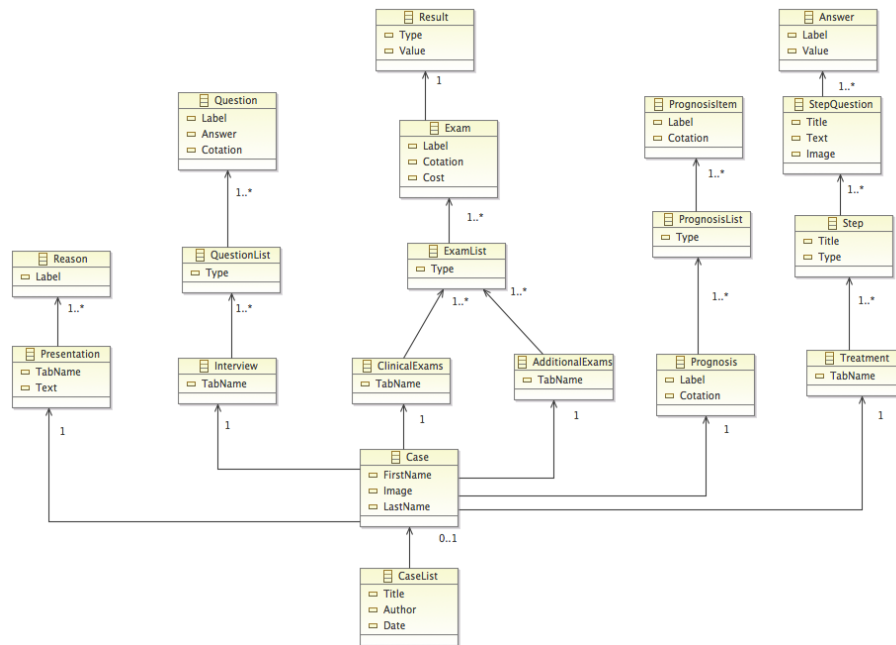 Result
Type
Value
Answer
Label
Value
1
1..*
Question
Label
Answer
Cotation
PrognosisItem
Label
Cotation
StepQuestion
Title
Text
Image
Exam
Label
Cotation
Cost
1..*
1..*
1..*
1..*
PrognosisList
Type
Step
Title
Type
Reason
Label
QuestionList
Type
ExamList
Type
1..*
1..*
1..*
1..*
1..*
1..*
Presentation
TabName
Text
Interview
TabName
ClinicalExams
TabName
AdditionalExams
TabName
Prognosis
Label
Cotation
Treatment
TabName
1
1
1
1
1
1
Case
FirstName
Image
LastName
0..1
CaseList
Title
Author
Date